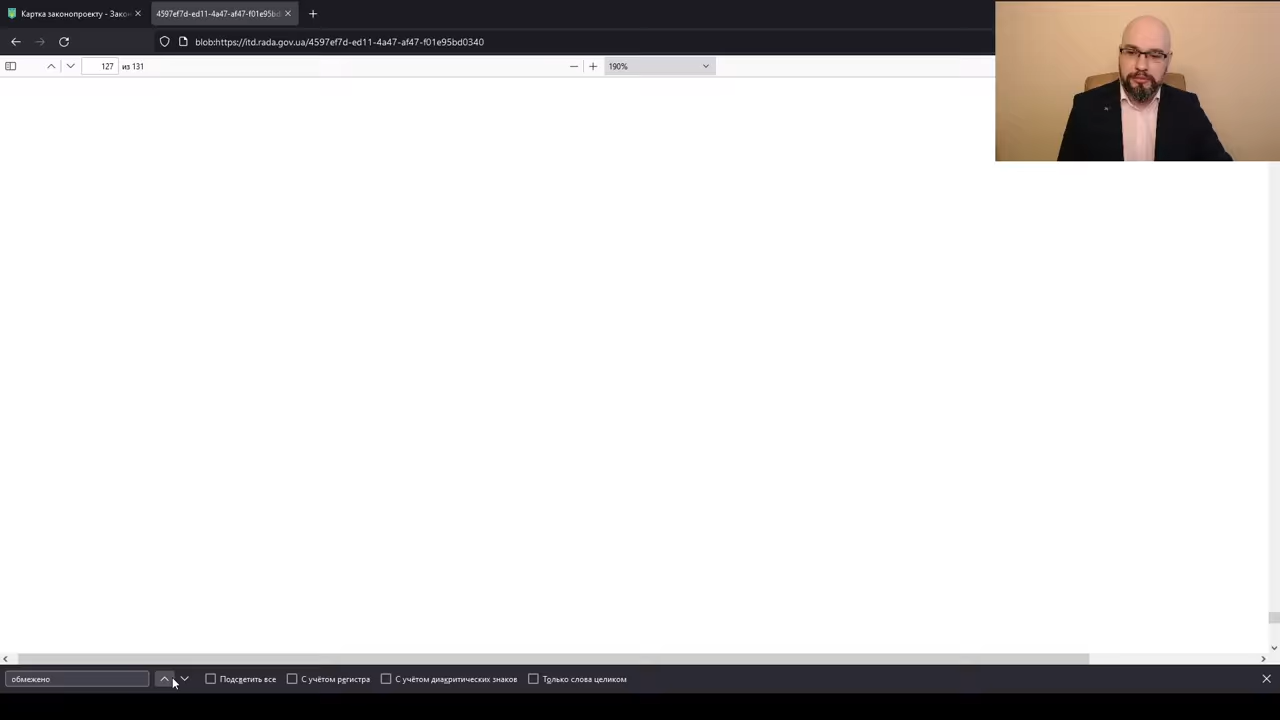 Картка законопроекту - Зако
4597ef7d-ed11-4a47-af47-f01e95bd
blob:https://itd.rada.gov.ua/4597ef7d-ed11-4a47-af47-f01e95bd0340
127 из 131
190%
обмежено
Подсветить все
С учётом регистра
С учётом диакритических знаков
Только слова целиком